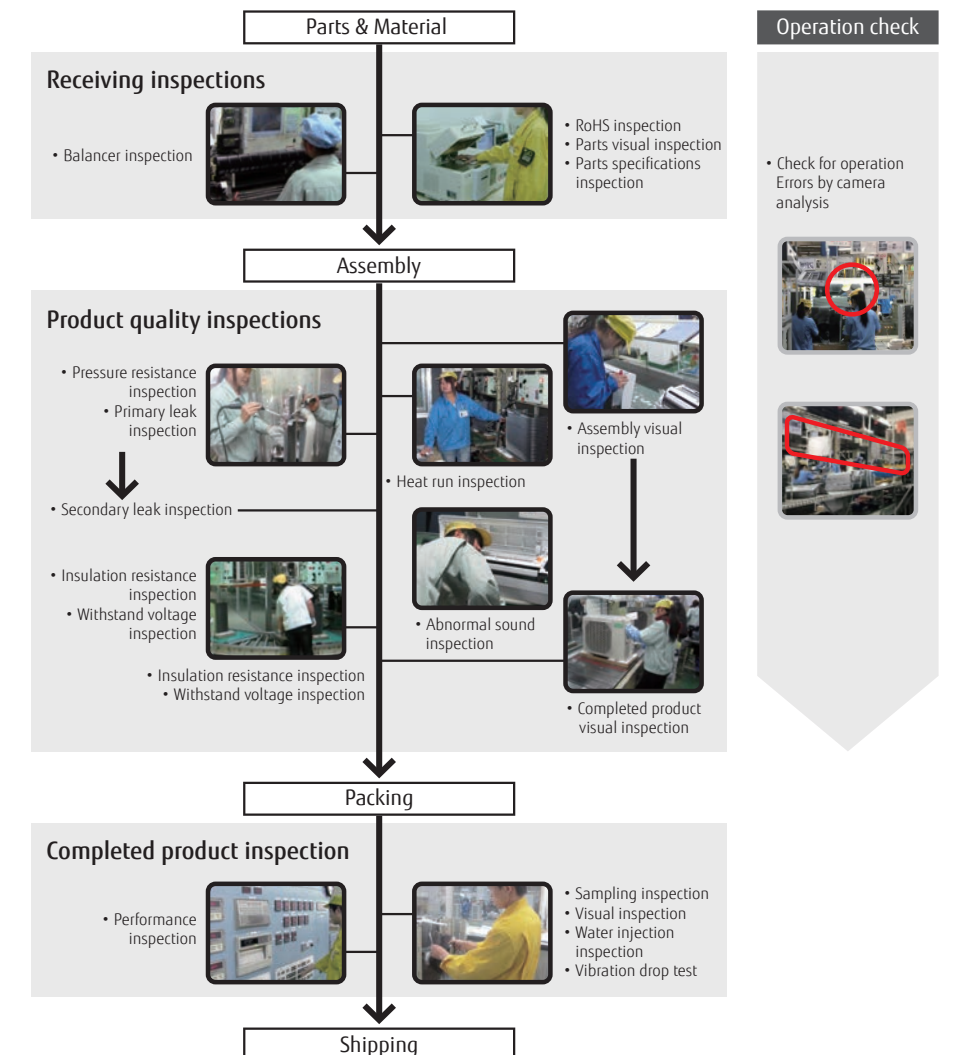 Parts & Material
Operation check
Receiving inspections
• Balancer inspection
• RoHS inspection
• Parts visual inspection
• Parts specifications
inspection
• Check for operation
Errors by camera
analysis
Assembly
Product quality inspections
• Pressure resistance
inspection
• Primary leak
inspection
• Heat run inspection
• Assembly visual
inspection
• Secondary leak inspection
• Insulation resistance
inspection
• Withstand voltage
inspection
• Abnormal sound
inspection
• Insulation resistance inspection
• Withstand voltage inspection
• Completed product
visual inspection
Packing
Completed product inspection
• Performance
inspection
• Sampling inspection
• Visual inspection
• Water injection
inspection
• Vibration drop test
Shipping